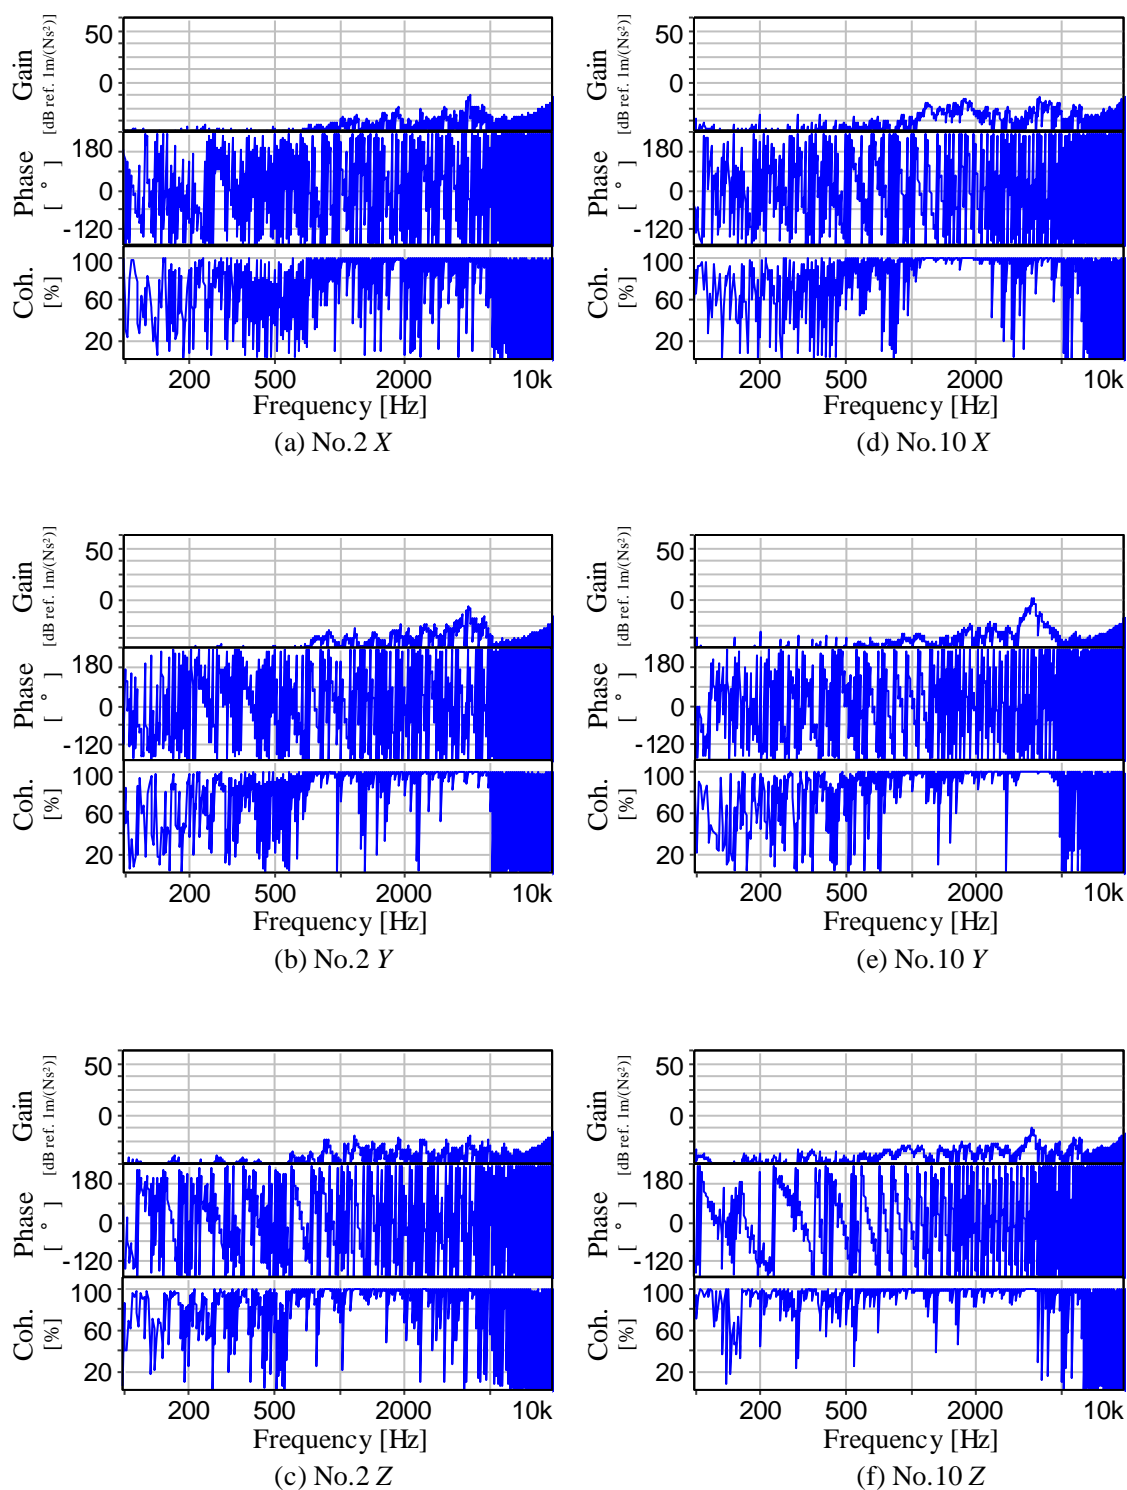 Gain
[dB ref. 1m/(Ns²)]
50
0
Phase
[ ° ]
180
0
-120
Coh.
[%]
100
60
20
200 500 2000 10k
Frequency [Hz]
(a) No.2 X
Gain
[dB ref. 1m/(Ns²)]
50
0
Phase
[ ° ]
180
0
-120
Coh.
[%]
100
60
20
200 500 2000 10k
Frequency [Hz]
(d) No.10 X
Gain
[dB ref. 1m/(Ns²)]
50
0
Phase
[ ° ]
180
0
-120
Coh.
[%]
100
60
20
200 500 2000 10k
Frequency [Hz]
(b) No.2 Y
Gain
[dB ref. 1m/(Ns²)]
50
0
Phase
[ ° ]
180
0
-120
Coh.
[%]
100
60
20
200 500 2000 10k
Frequency [Hz]
(e) No.10 Y
Gain
[dB ref. 1m/(Ns²)]
50
0
Phase
[ ° ]
180
0
-120
Coh.
[%]
100
60
20
200 500 2000 10k
Frequency [Hz]
(c) No.2 Z
Gain
[dB ref. 1m/(Ns²)]
50
0
Phase
[ ° ]
180
0
-120
Coh.
[%]
100
60
20
200 500 2000 10k
Frequency [Hz]
(f) No.10 Z